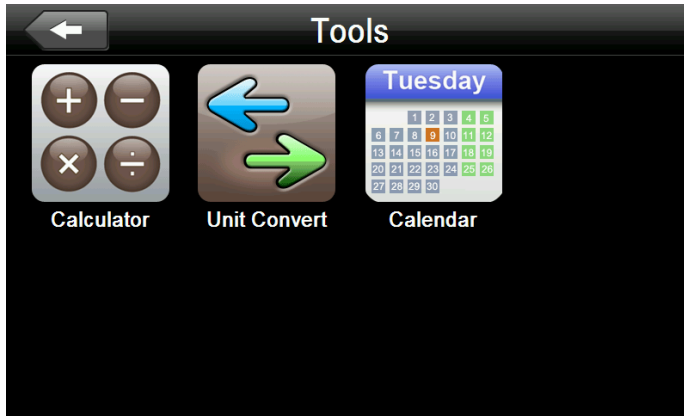 Tools
+ −
× ÷
Tuesday
1 2 3 4 5
6 7 8 9 10 11 12
13 14 15 16 17 18 19
20 21 22 23 24 25 26
27 28 29 30
Calculator Unit Convert Calendar